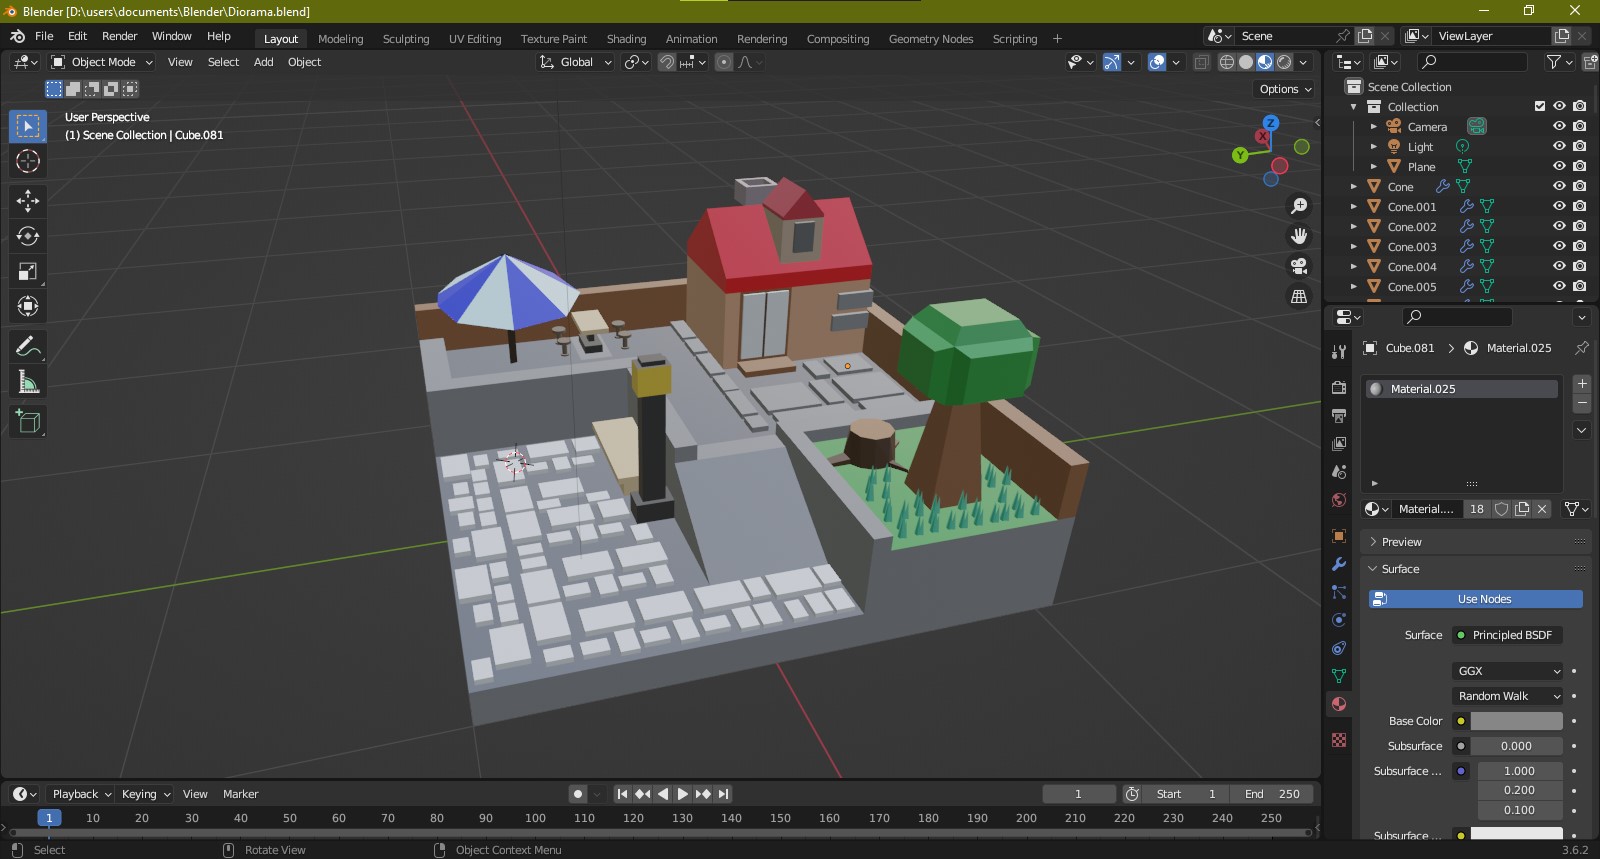 Blender [D:\users\documents\Blender\Diorama.blend]
File Edit Render Window Help Layout Modeling Sculpting UV Editing Texture Paint Shading Animation Rendering Compositing Geometry Nodes Scripting + Scene ViewLayer
Object Mode View Select Add Object Global
Options
User Perspective
(1) Scene Collection | Cube.081
Z
X
Y
Scene Collection
Collection
Camera
Light
Plane
Cone
Cone.001
Cone.002
Cone.003
Cone.004
Cone.005
Cube.081 > Material.025
Material.025
Material.... 18
Preview
Surface
Use Nodes
Surface Principled BSDF
GGX
Random Walk
Base Color
Subsurface 0.000
Subsurface ... 1.000
0.200
0.100
Subsurface ...
Playback Keying View Marker 1 Start 1 End 250
1 10 20 30 40 50 60 70 80 90 100 110 120 130 140 150 160 170 180 190 200 210 220 230 240 250
Select Rotate View Object Context Menu 3.6.2